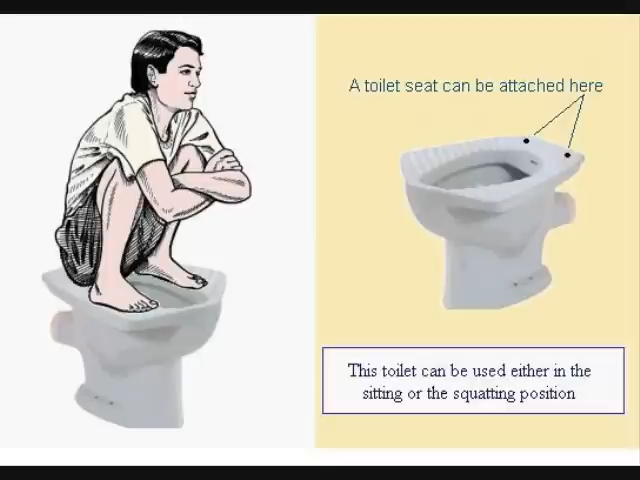 A toilet seat can be attached here
This toilet can be used either in the
sitting or the squatting position